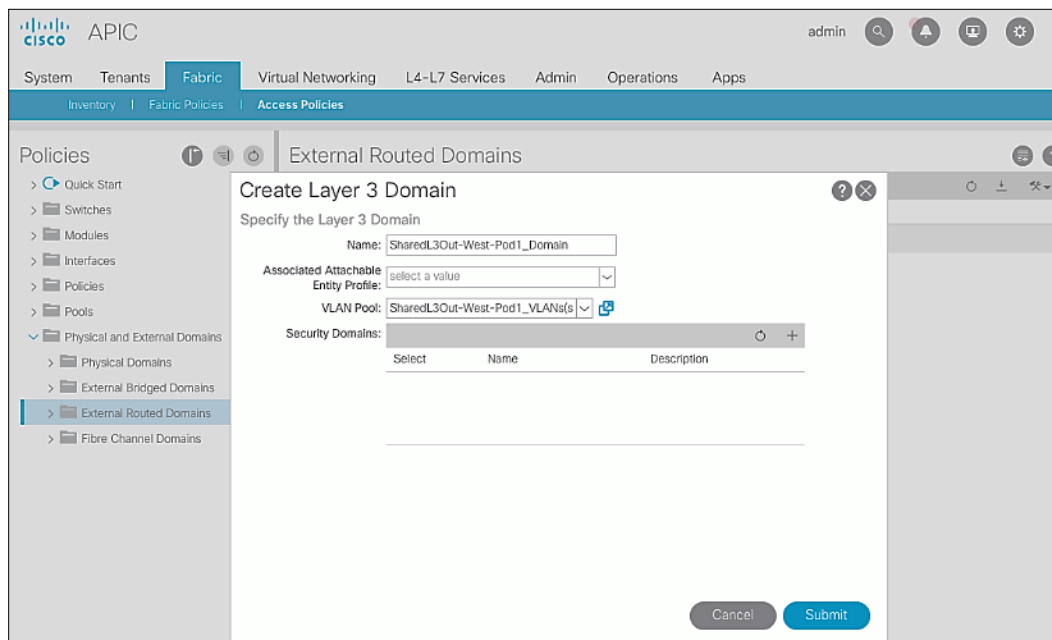 cisco APIC admin
System Tenants Fabric Virtual Networking L4-L7 Services Admin Operations Apps
Inventory | Fabric Policies | Access Policies
Policies
Quick Start
Switches
Modules
Interfaces
Policies
Pools
Physical and External Domains
Physical Domains
External Bridged Domains
External Routed Domains
Fibre Channel Domains
External Routed Domains
Create Layer 3 Domain
Specify the Layer 3 Domain
Name: SharedL3Out-West-Pod1_Domain
Associated Attachable
Entity Profile: select a value
VLAN Pool: SharedL3Out-West-Pod1_VLANs(s
Security Domains:
Select Name Description
Cancel Submit